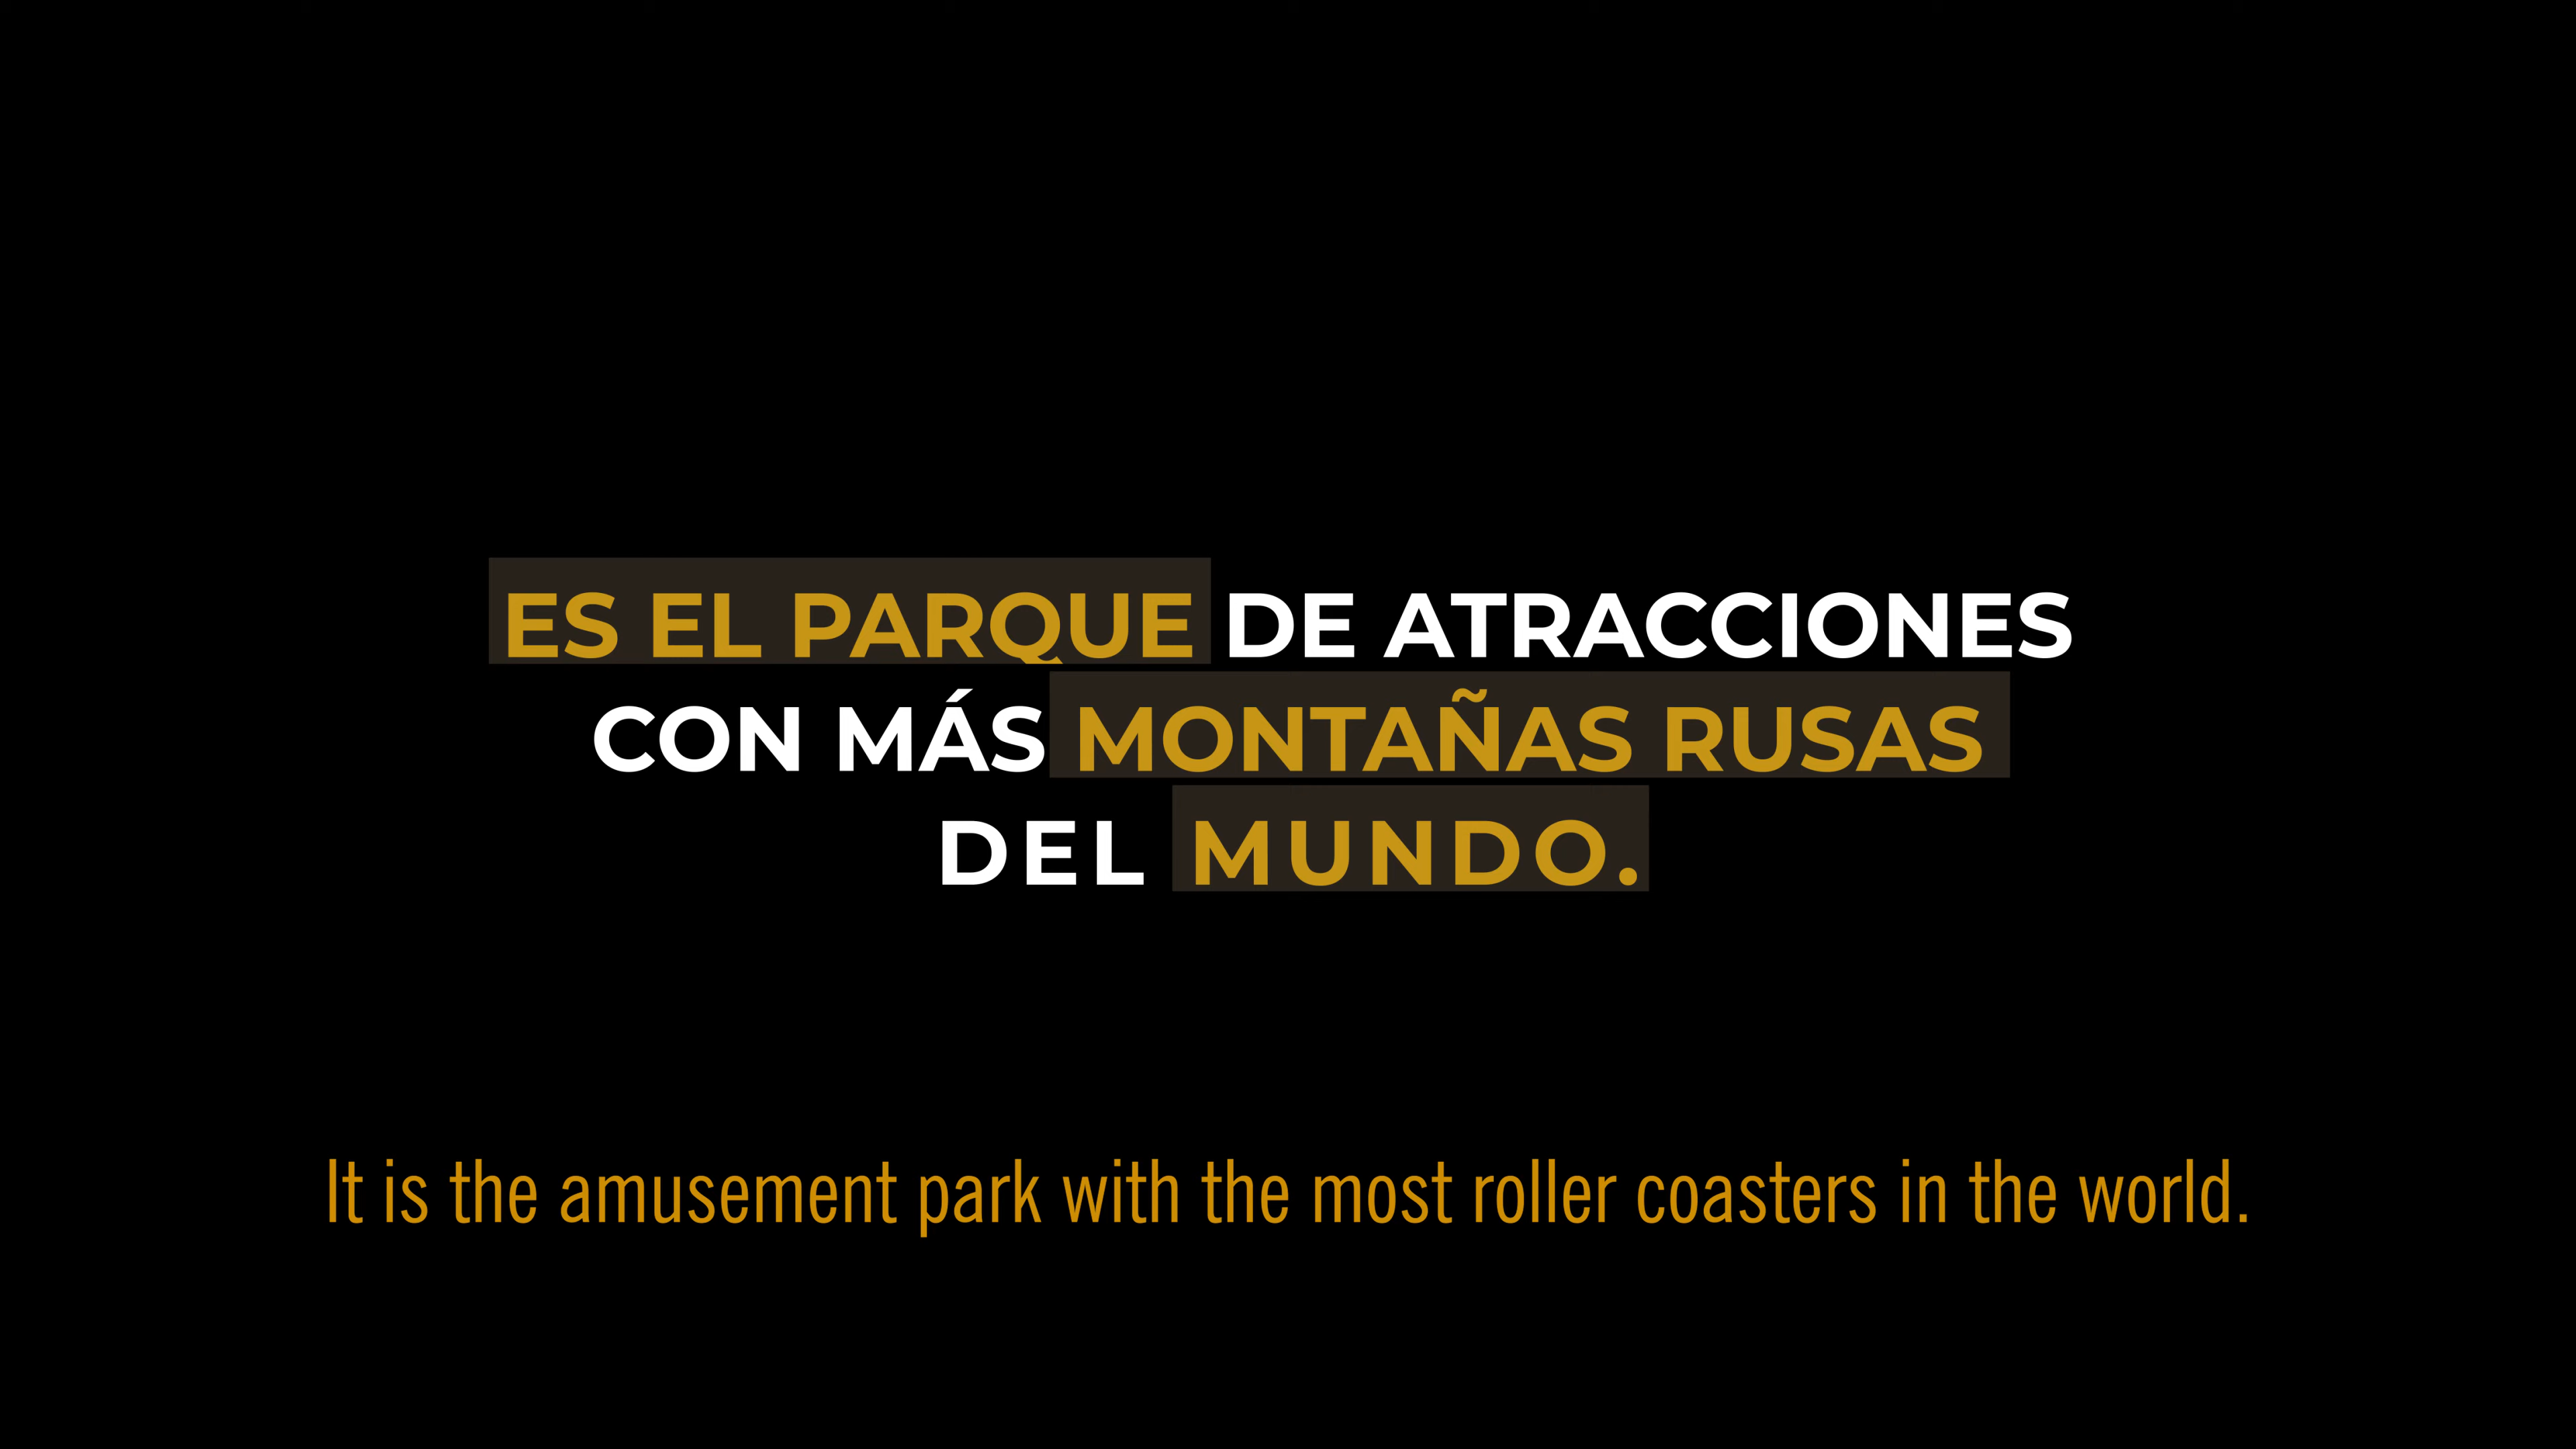 ES EL PARQUE DE ATRACCIONES
CON MÁS MONTAÑAS RUSAS
DEL MUNDO.
It is the amusement park with the most roller coasters in the world.